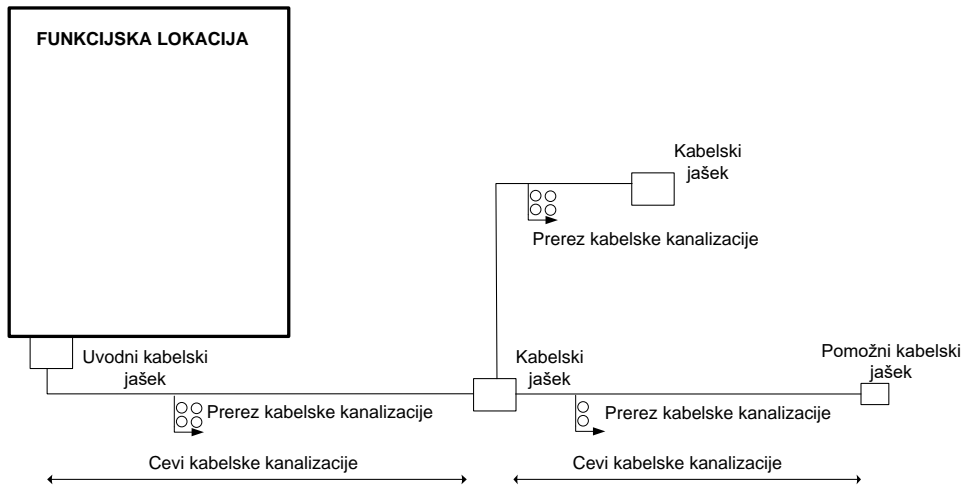 FUNKCIJSKA LOKACIJA
Kabelski
jašek
Prerez kabelske kanalizacije
Uvodni kabelski
jašek
Kabelski
jašek
Pomožni kabelski
jašek
Prerez kabelske kanalizacije
Prerez kabelske kanalizacije
Cevi kabelske kanalizacije
Cevi kabelske kanalizacije